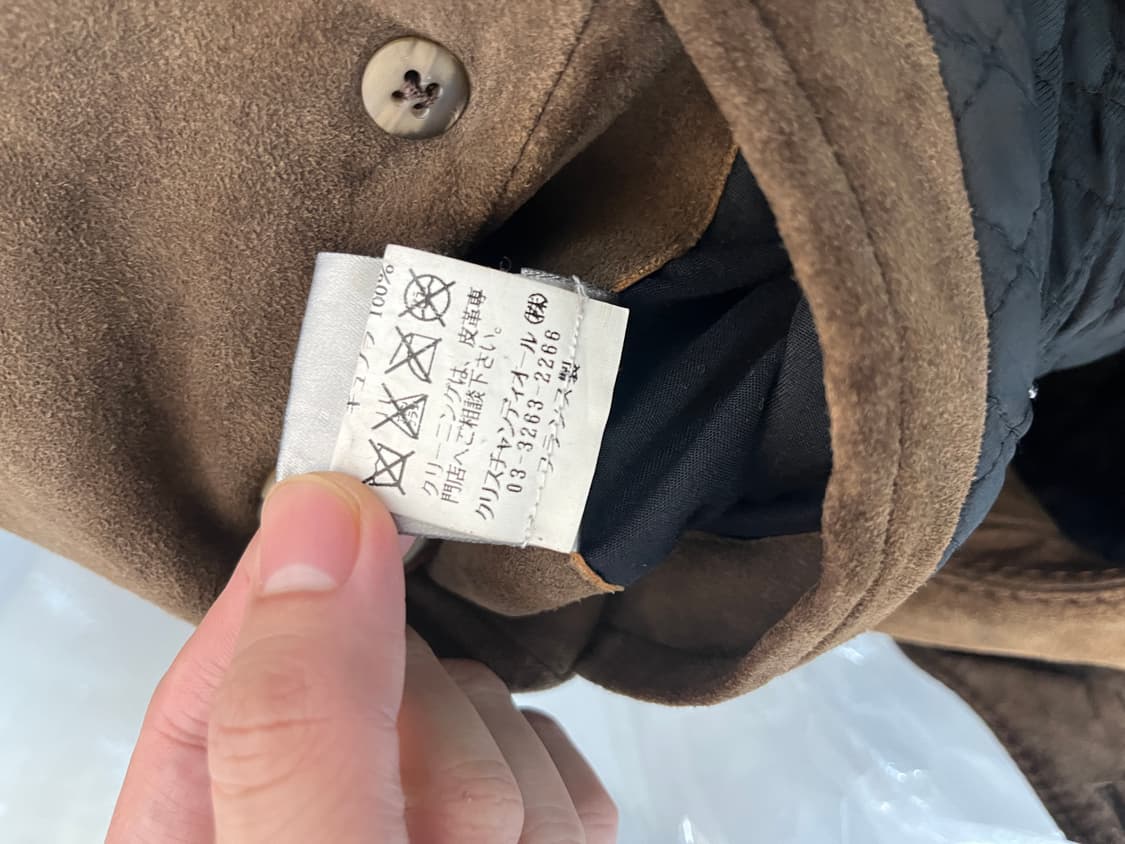 キュプラ 100%
クリーニングは、皮革専
門店へご相談下さい。
クリスチャンディオール(株)
03-3263-2266
フランス製